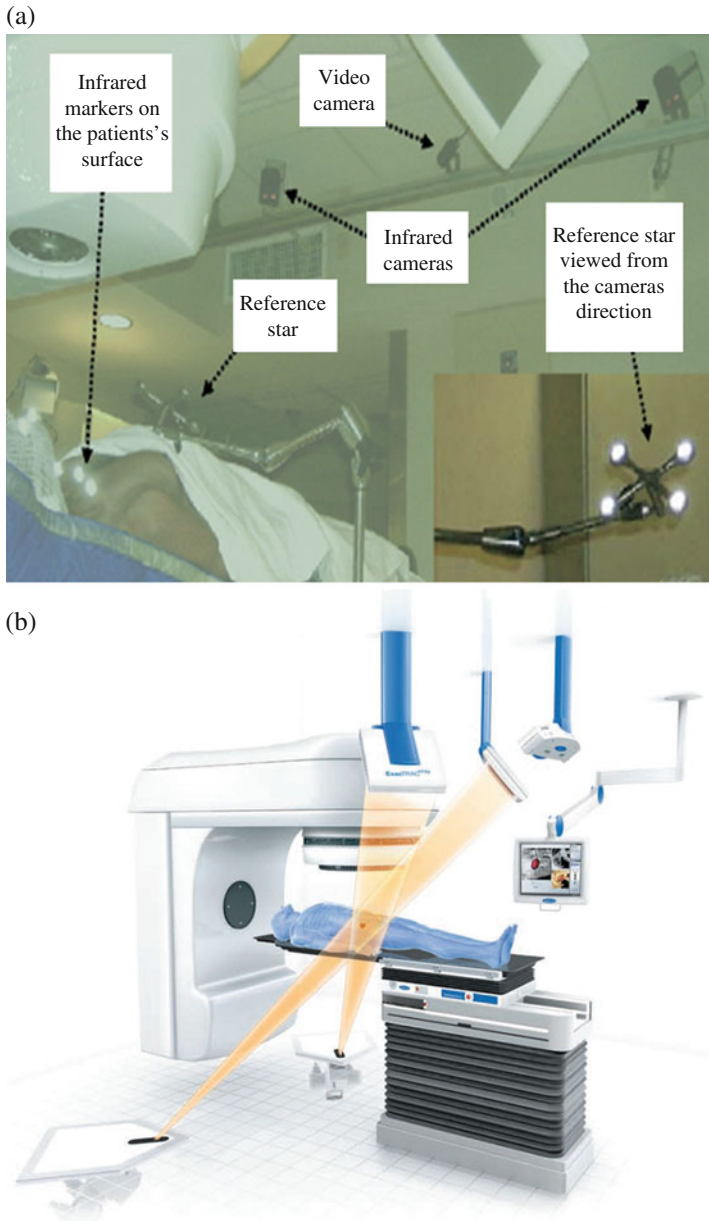 (a)
Infrared
markers on
the patients's
surface
Video
camera
Infrared
cameras
Reference star
viewed from
the cameras
direction
Reference
star
(b)
ExacTRAC